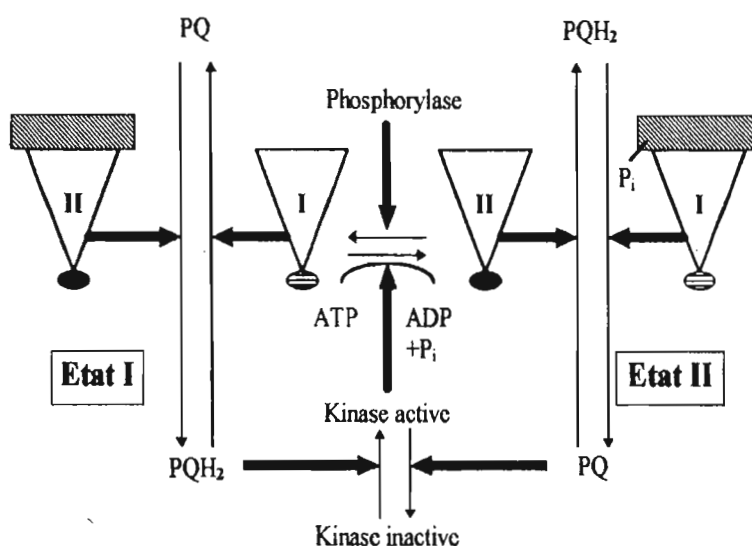 PQ
PQH₂
Phosphorylase
II
I
II
I
Pi
ATP
ADP
+Pi
Etat I
Etat II
Kinase active
PQH₂
PQ
Kinase inactive